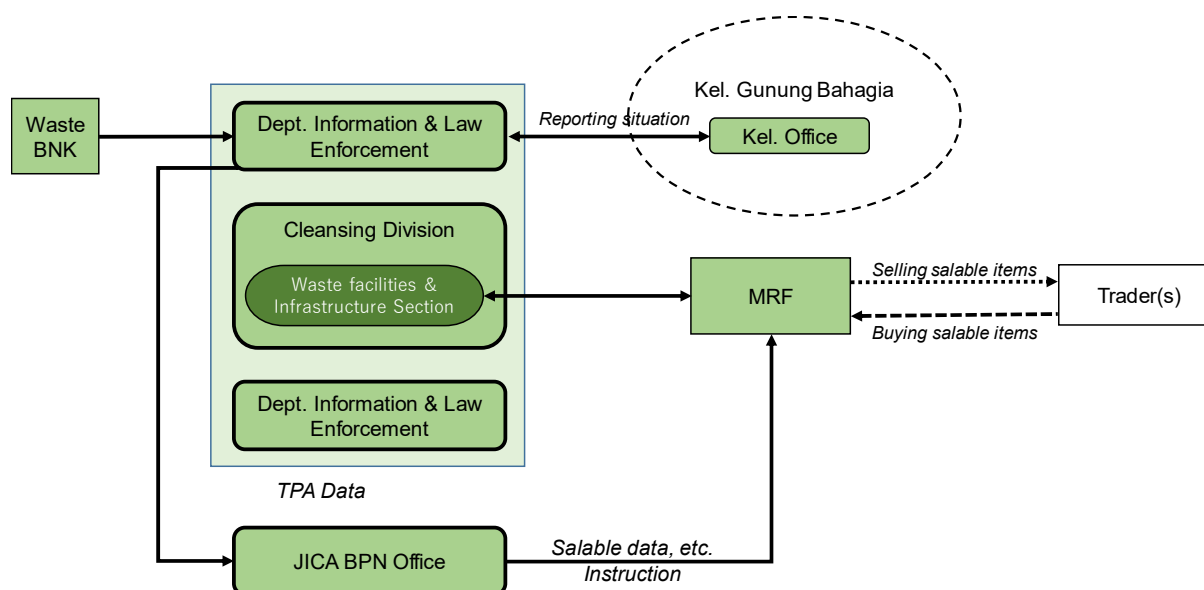 Waste
BNK
Dept. Information & Law
Enforcement
Reporting situation
Kel. Gunung Bahagia
Kel. Office
Cleansing Division
Waste facilities &
Infrastructure Section
MRF
Selling salable items
Buying salable items
Trader(s)
Dept. Information & Law
Enforcement
TPA Data
JICA BPN Office
Salable data, etc.
Instruction